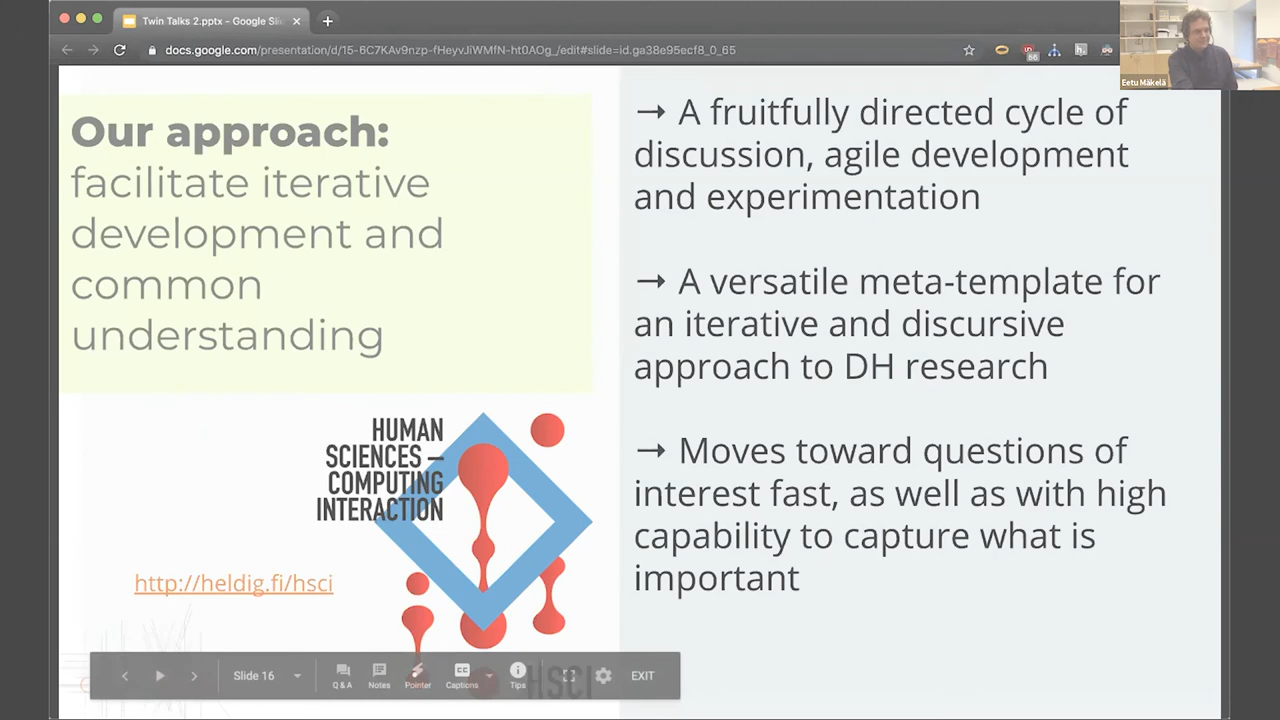 Twin Talks 2.pptx - Google Sli
docs.google.com/presentation/d/15-6C7KAv9nzp-fHeyvJiWMfN-ht0AOg_/edit#slide=id.ga38e95ecf8_0_65
Eetu Mäkelä
Our approach:
facilitate iterative
development and
common
understanding
→ A fruitfully directed cycle of
discussion, agile development
and experimentation
→ A versatile meta-template for
an iterative and discursive
approach to DH research
→ Moves toward questions of
interest fast, as well as with high
capability to capture what is
important
HUMAN
SCIENCES –
COMPUTING
INTERACTION
http://heldig.fi/hsci
HSCI
Slide 16
Q & A
Notes
Pointer
Captions
Tips
EXIT